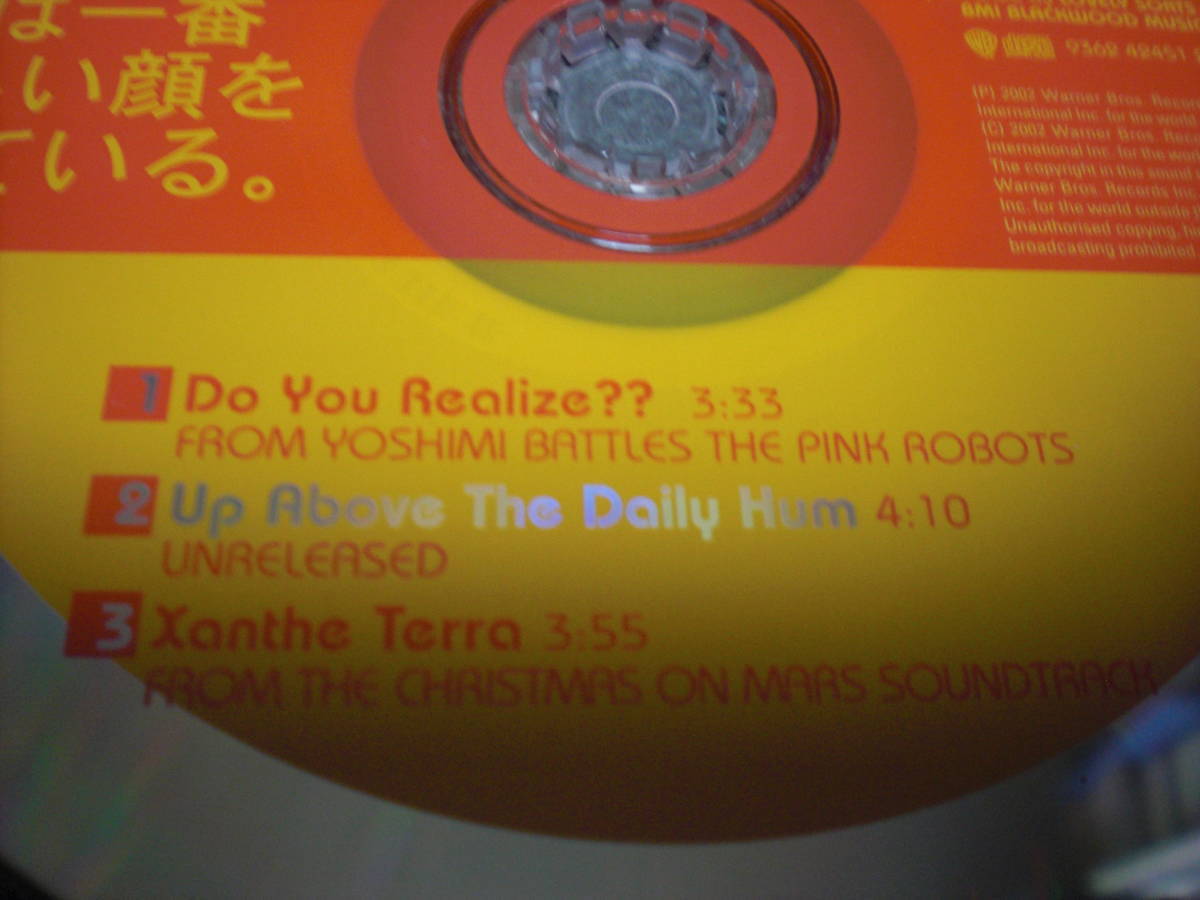 は一番
い顔を
ている。
LOVELY SORTS
BMI BLACKWOOD MUSIC
9362 42451
(P) 2002 Warner Bros. Records
International Inc. for the world
(C) 2002 Warner Bros.
International Inc. for the world
The copyright in this sound
Warner Bros. Records Inc.
Inc. for the world outside
Unauthorised copying,
broadcasting prohibited
1 Do You Realize?? 3:33
FROM YOSHIMI BATTLES THE PINK ROBOTS
2 Up Above The Daily Hum 4:10
UNRELEASED
3 Xanthe Terra 3:55
FROM THE CHRISTMAS ON MARS SOUNDTRACK